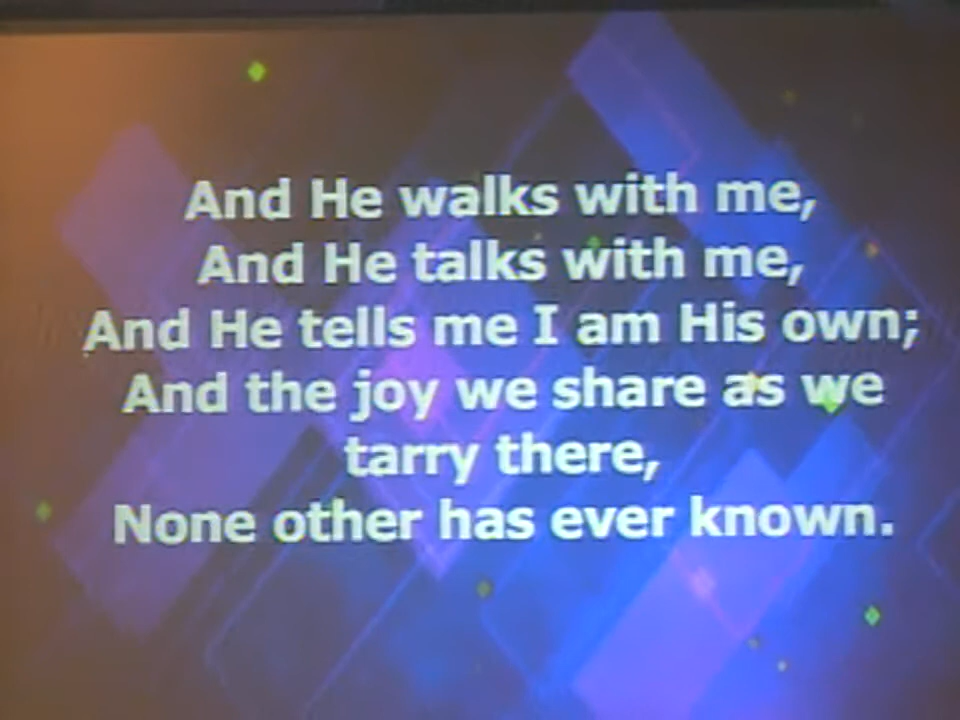 And He walks with me,
And He talks with me,
And He tells me I am His own;
And the joy we share as we
tarry there,
None other has ever known.